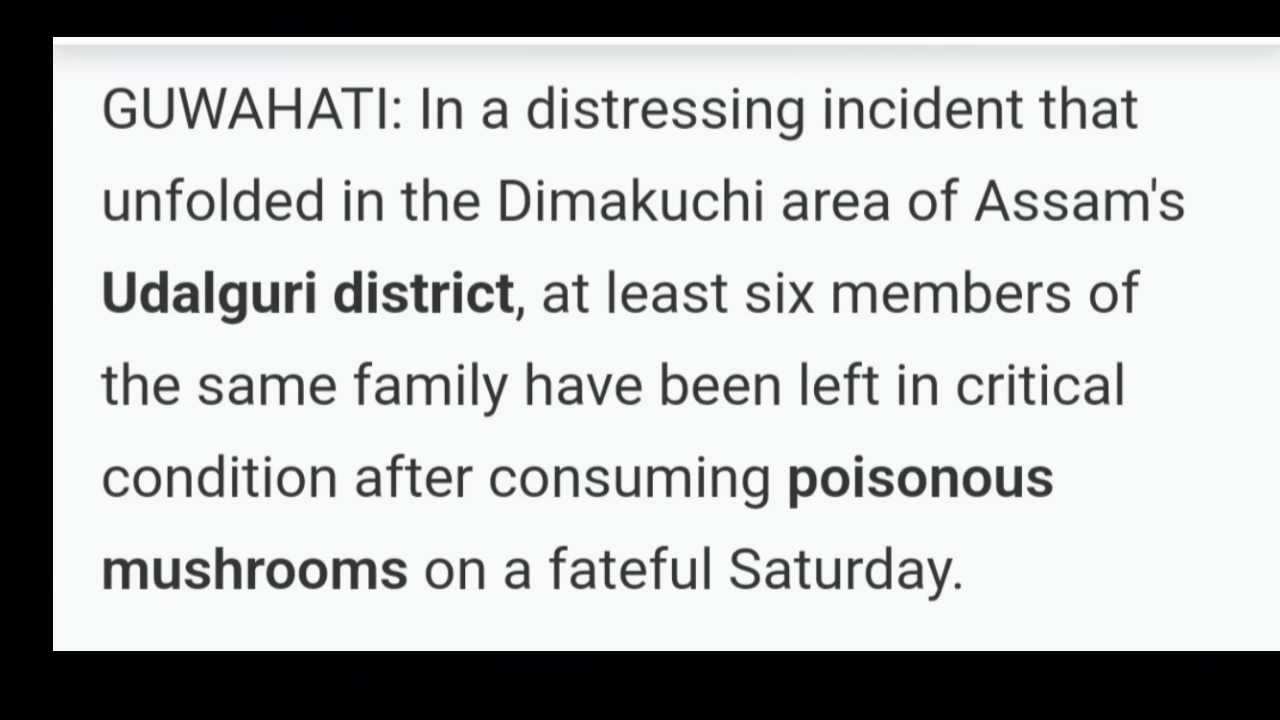 GUWAHATI: In a distressing incident that
unfolded in the Dimakuchi area of Assam's
Udalguri district, at least six members of
the same family have been left in critical
condition after consuming poisonous
mushrooms on a fateful Saturday.